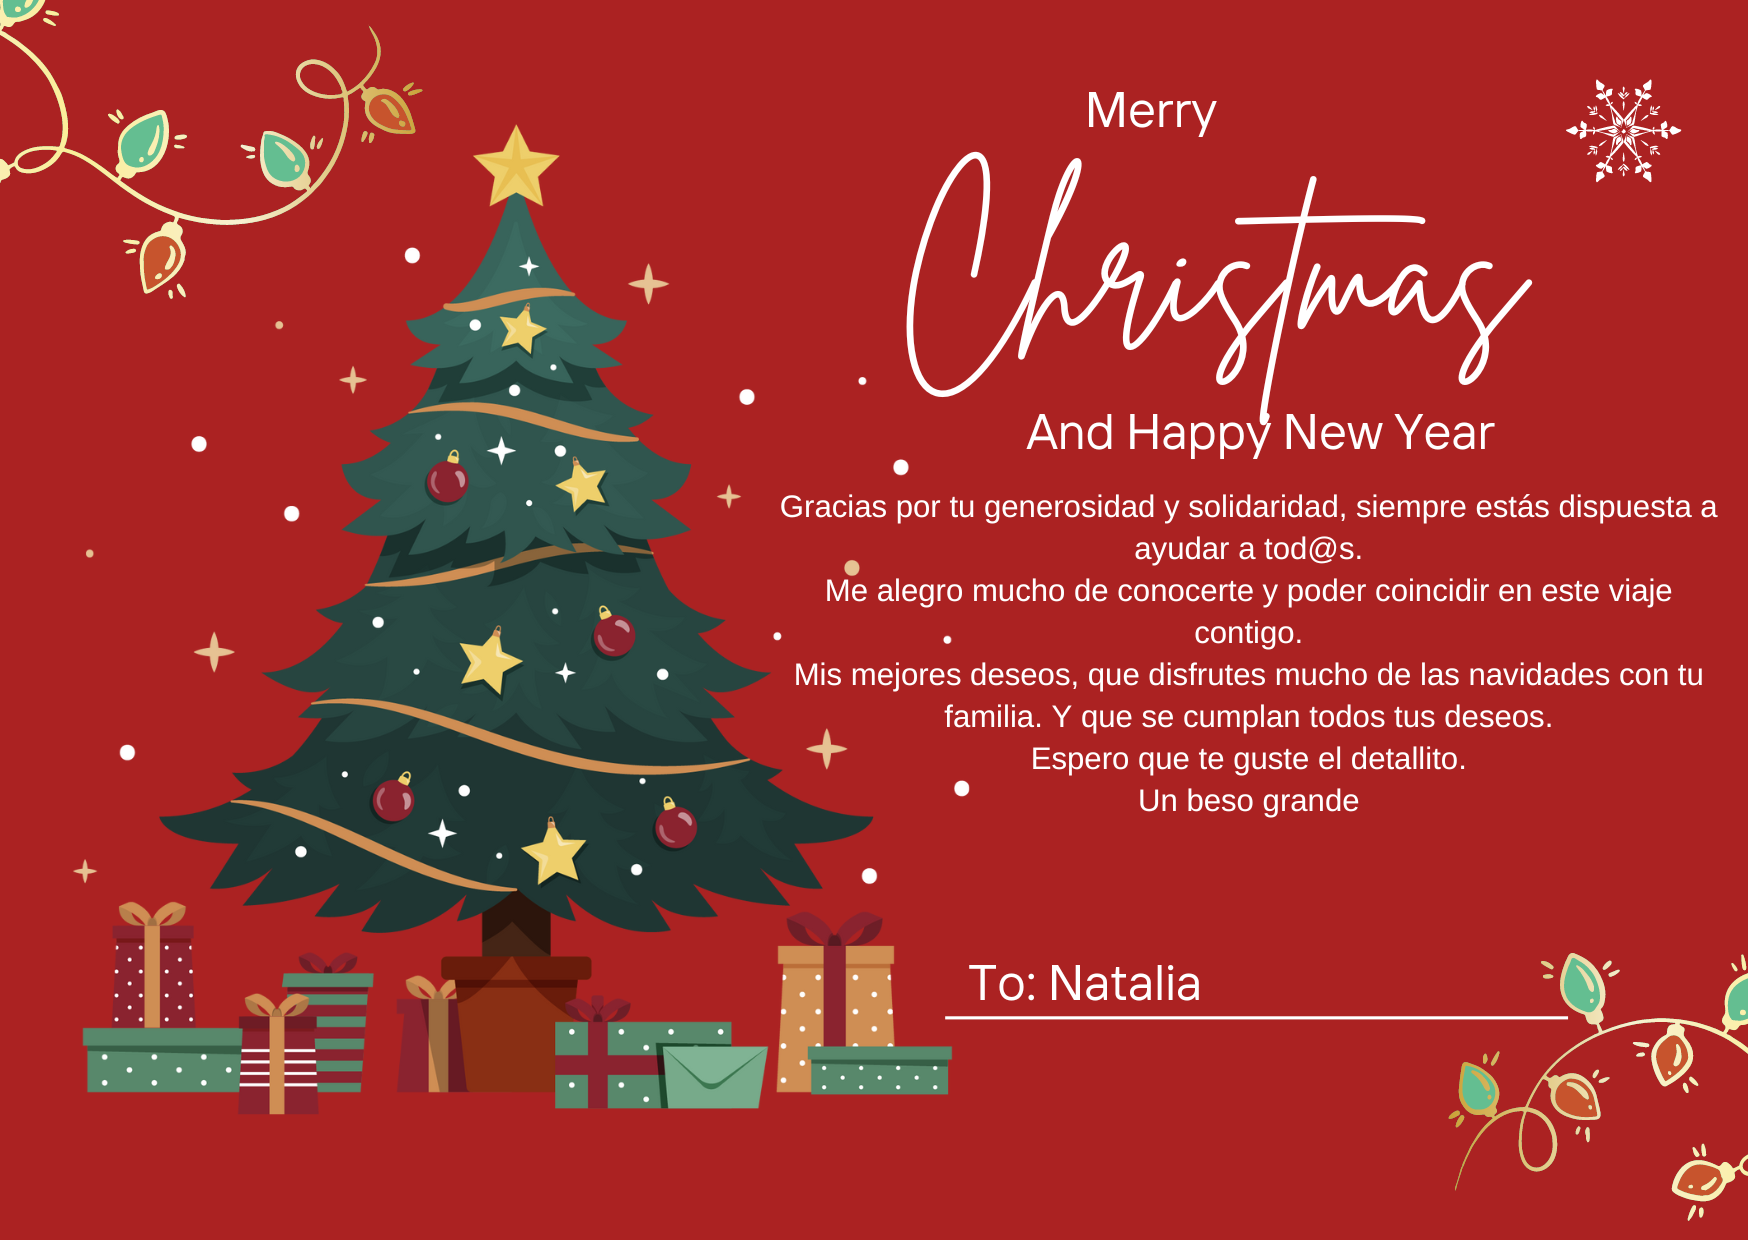 Merry
Christmas
And Happy New Year
Gracias por tu generosidad y solidaridad, siempre estás dispuesta a
ayudar a tod@s.
Me alegro mucho de conocerte y poder coincidir en este viaje
contigo.
Mis mejores deseos, que disfrutes mucho de las navidades con tu
familia. Y que se cumplan todos tus deseos.
Espero que te guste el detallito.
Un beso grande
To: Natalia